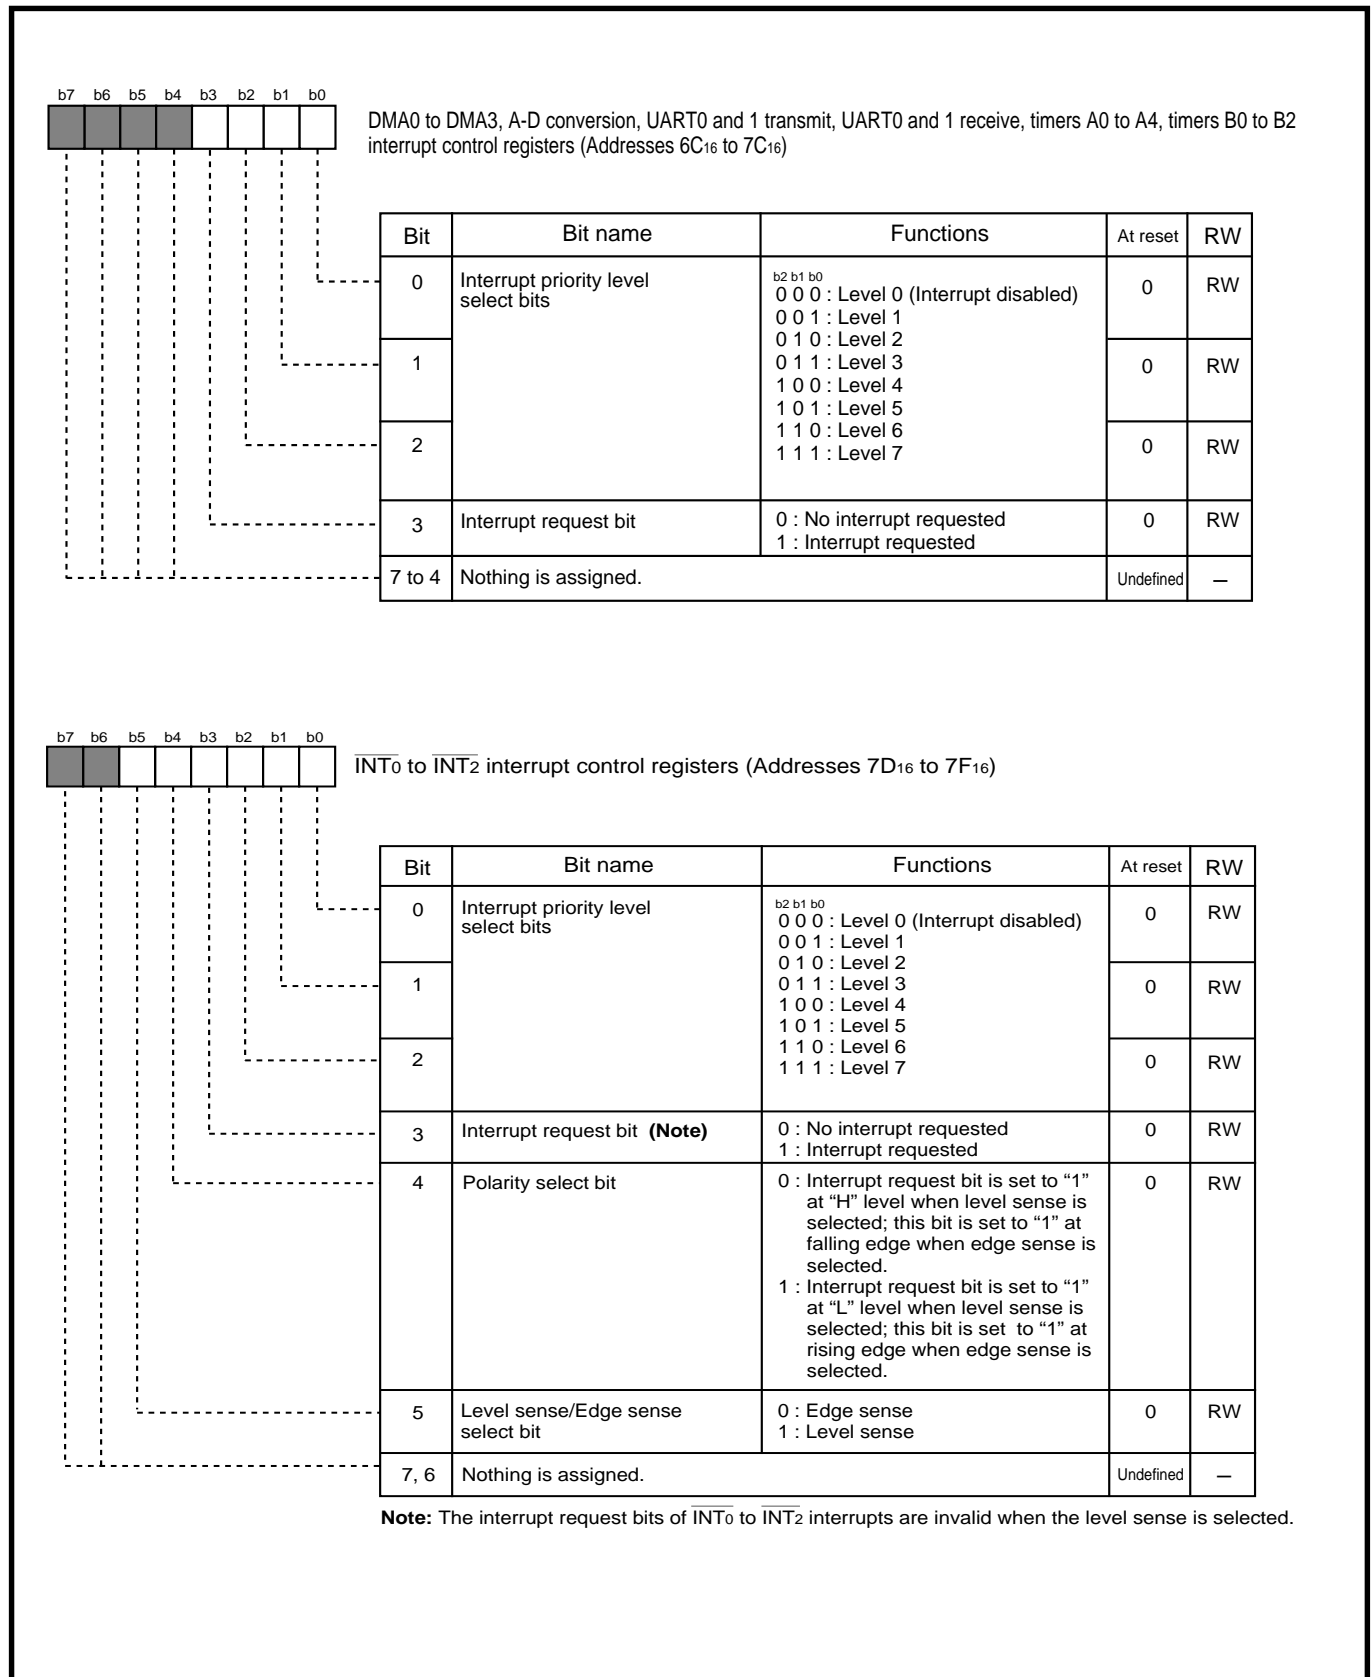 b7 b6 b5 b4 b3 b2 b1 b0
DMA0 to DMA3, A-D conversion, UART0 and 1 transmit, UART0 and 1 receive, timers A0 to A4, timers B0 to B2
interrupt control registers (Addresses 6C16 to 7C16)
Bit Bit name Functions At reset RW
0 Interrupt priority level
select bits
b2 b1 b0
0 0 0 : Level 0 (Interrupt disabled) 0 RW
0 0 1 : Level 1
0 1 0 : Level 2
1 0 1 1 : Level 3 0 RW
1 0 0 : Level 4
1 0 1 : Level 5
2 1 1 0 : Level 6 0 RW
1 1 1 : Level 7
3 Interrupt request bit 0 : No interrupt requested 0 RW
1 : Interrupt requested
7 to 4 Nothing is assigned. Undefined –
b7 b6 b5 b4 b3 b2 b1 b0
INT0 to INT2 interrupt control registers (Addresses 7D16 to 7F16)
Bit Bit name Functions At reset RW
0 Interrupt priority level
select bits
b2 b1 b0
0 0 0 : Level 0 (Interrupt disabled) 0 RW
0 0 1 : Level 1
0 1 0 : Level 2
1 0 1 1 : Level 3 0 RW
1 0 0 : Level 4
1 0 1 : Level 5
2 1 1 0 : Level 6 0 RW
1 1 1 : Level 7
3 Interrupt request bit (Note) 0 : No interrupt requested 0 RW
1 : Interrupt requested
4 Polarity select bit 0 : Interrupt request bit is set to “1” 0 RW
at “H” level when level sense is
selected; this bit is set to “1” at
falling edge when edge sense is
selected.
1 : Interrupt request bit is set to “1”
at “L” level when level sense is
selected; this bit is set to “1” at
rising edge when edge sense is
selected.
5 Level sense/Edge sense 0 : Edge sense 0 RW
select bit 1 : Level sense
7, 6 Nothing is assigned. Undefined –
Note: The interrupt request bits of INT0 to INT2 interrupts are invalid when the level sense is selected.